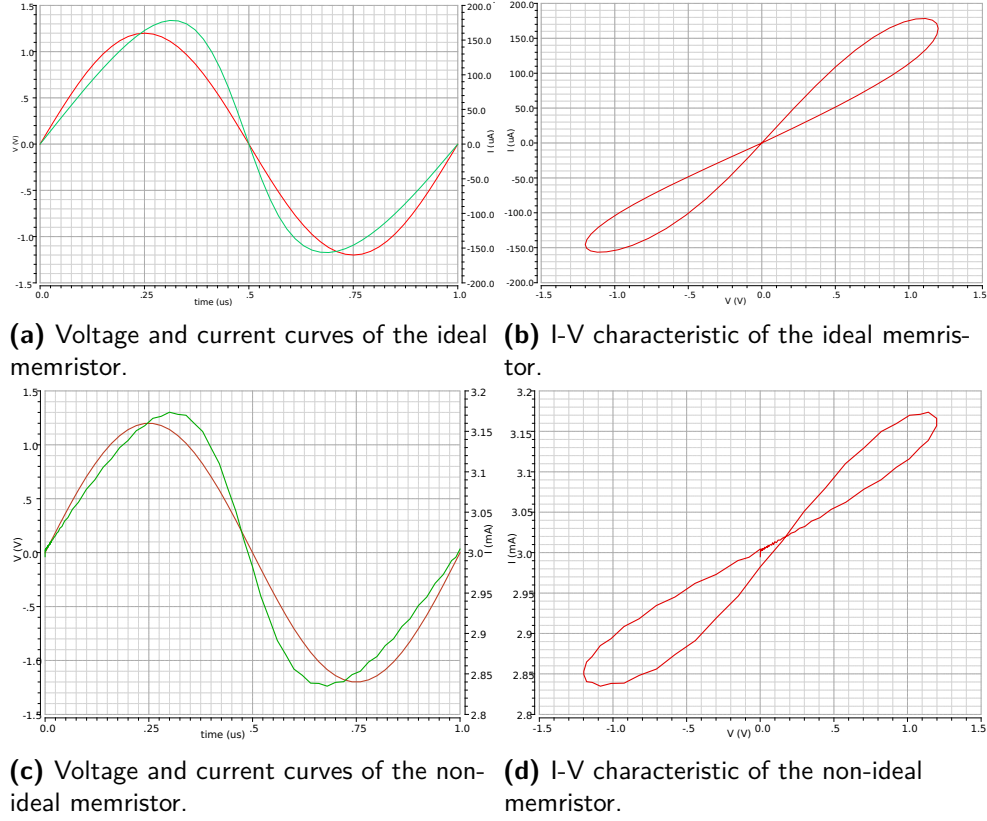 1.5
1.0
.5
0.0
-.5
-1.0
-1.5
V (V)
200.0
150.0
100.0
50.0
0.0
-50.0
-100.0
-150.0
-200.0
I (uA)
0.0 .25 .5 .75 1.0
time (us)
200.0
150.0
100.0
50.0
0.0
-50.0
-100.0
-150.0
-200.0
I (uA)
-1.5 -1.0 -.5 0.0 .5 1.0 1.5
V (V)
(a) Voltage and current curves of the ideal
memristor.
(b) I-V characteristic of the ideal memris-
tor.
1.5
1.0
.5
0.0
-.5
-1.0
-1.5
V (V)
3.2
3.15
3.1
3.05
3.0
2.95
2.9
2.85
2.8
I (mA)
0.0 .25 .5 .75 1.0
time (us)
3.2
3.15
3.1
3.05
3.0
2.95
2.9
2.85
2.8
I (mA)
-1.5 -1.0 -.5 0.0 .5 1.0 1.5
V (V)
(c) Voltage and current curves of the non-
ideal memristor.
(d) I-V characteristic of the non-ideal
memristor.